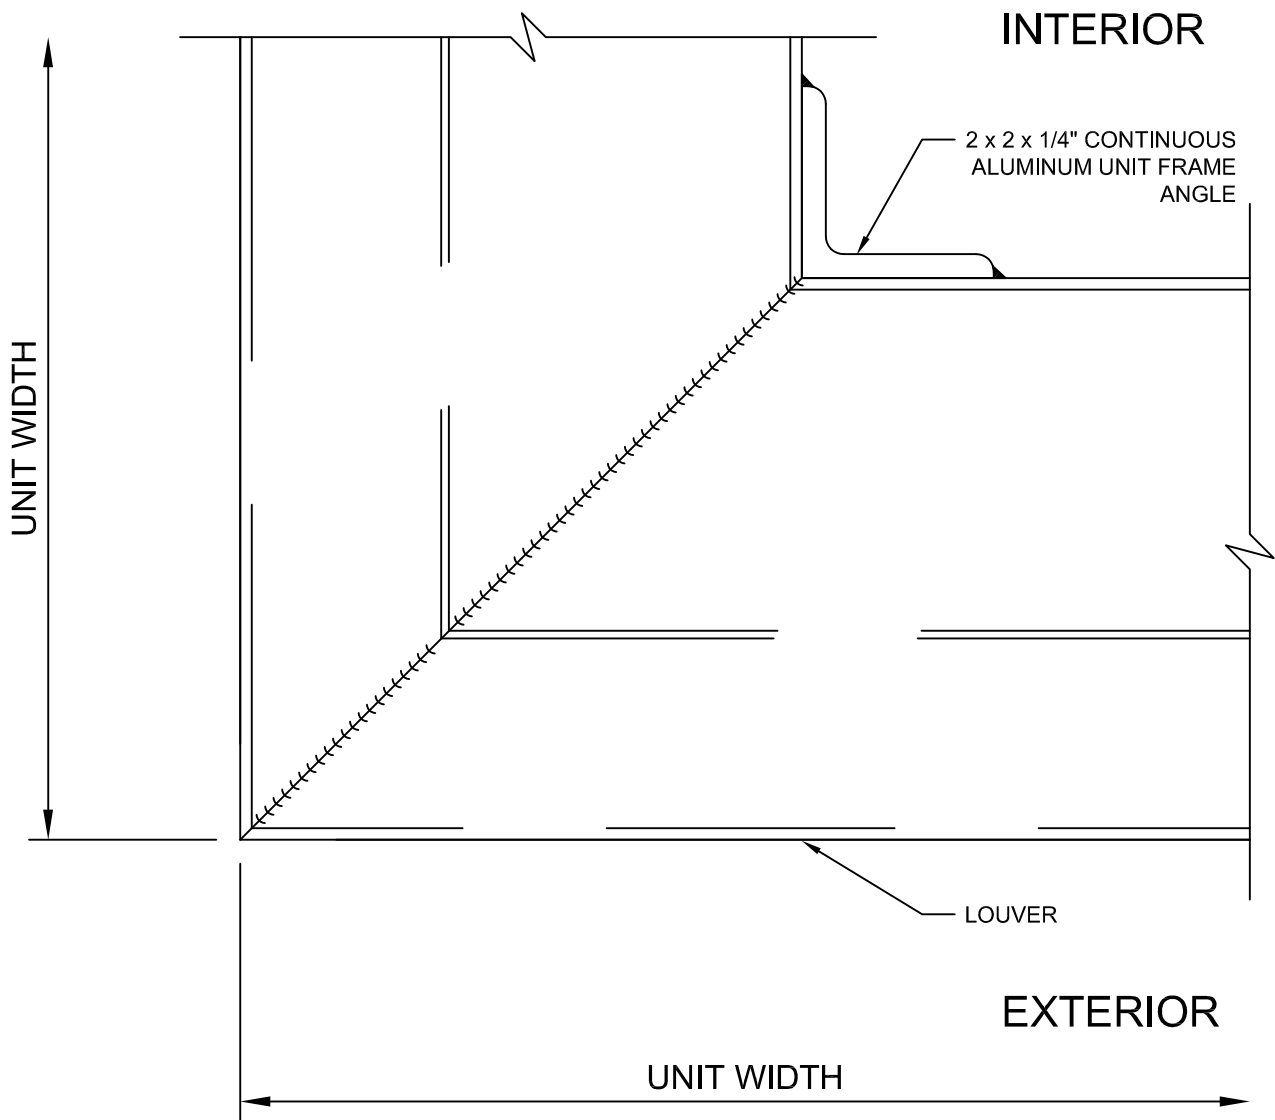 INTERIOR
2 x 2 x 1/4" CONTINUOUS
ALUMINUM UNIT FRAME
ANGLE
UNIT WIDTH
LOUVER
EXTERIOR
UNIT WIDTH